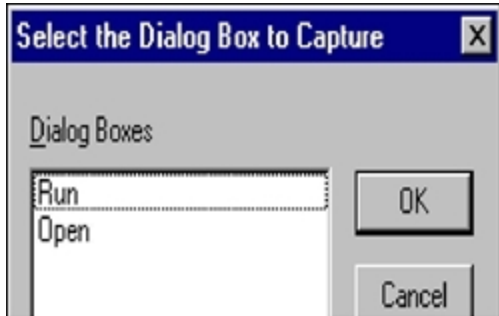 Select the Dialog Box to Capture X
Dialog Boxes
Run
OK
Open
Cancel